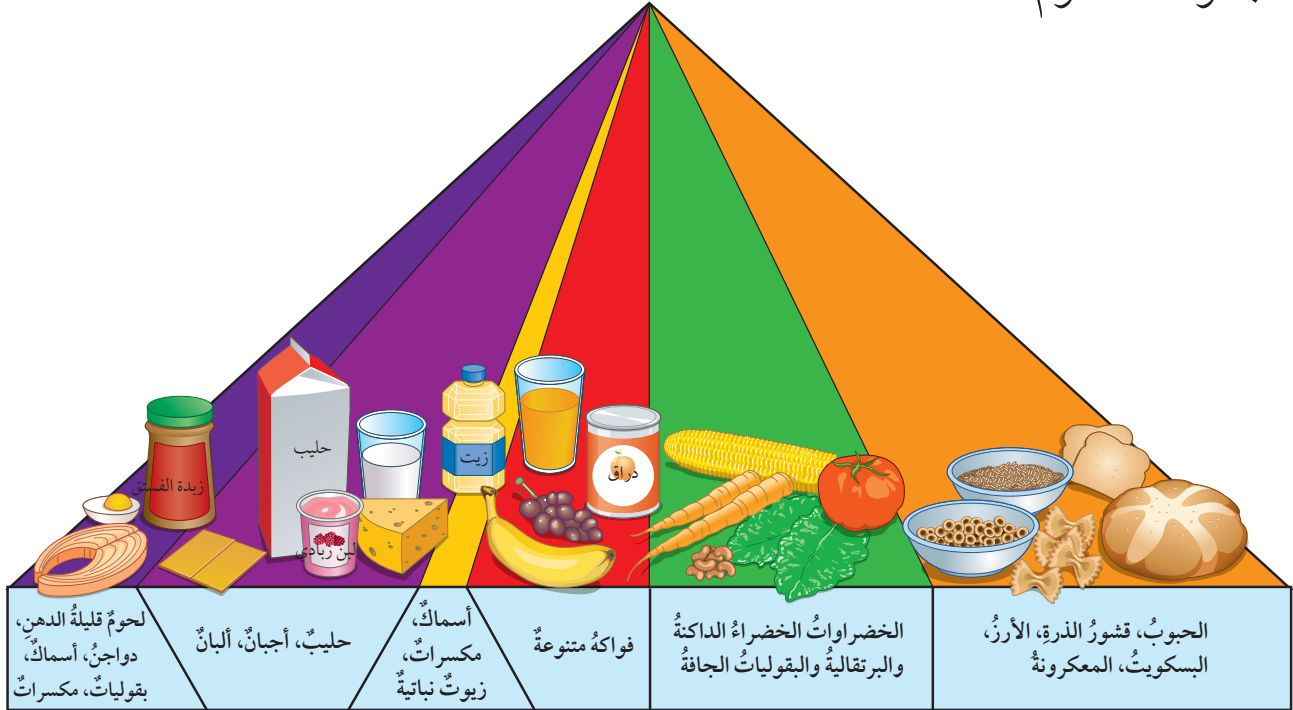 زبدة الفستق
حليب
لبن زبادي
زيت
دراق
الحبوبُ، قشورُ الذرةِ، الأرزُ،
البسكويتُ، المعكرونةُ
الخضراواتُ الخضراءُ الداكنةُ
والبرتقاليةُ والبقولياتُ الجافةُ
فواكهُ متنوعةٌ
أسماكٌ،
مكسراتٌ،
زيوتٌ نباتيةٌ
حليبٌ، أجبانٌ، ألبانٌ
لحومٌ قليلةُ الدهنِ،
دواجنُ، أسماكٌ،
بقولياتٌ، مكسراتٌ